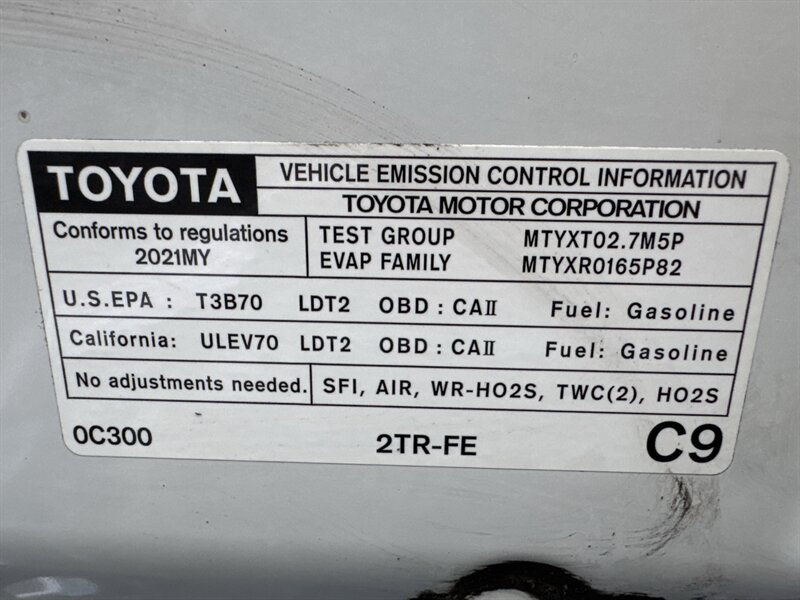 TOYOTA
VEHICLE EMISSION CONTROL INFORMATION
TOYOTA MOTOR CORPORATION
Conforms to regulations
2021MY
TEST GROUP MTYXT02.7M5P
EVAP FAMILY MTYXR0165P82
U.S.EPA : T3B70 LDT2 OBD : CAII Fuel: Gasoline
California: ULEV70 LDT2 OBD : CAII Fuel: Gasoline
No adjustments needed. SFI, AIR, WR-HO2S, TWC(2), HO2S
0C300 2TR-FE C9